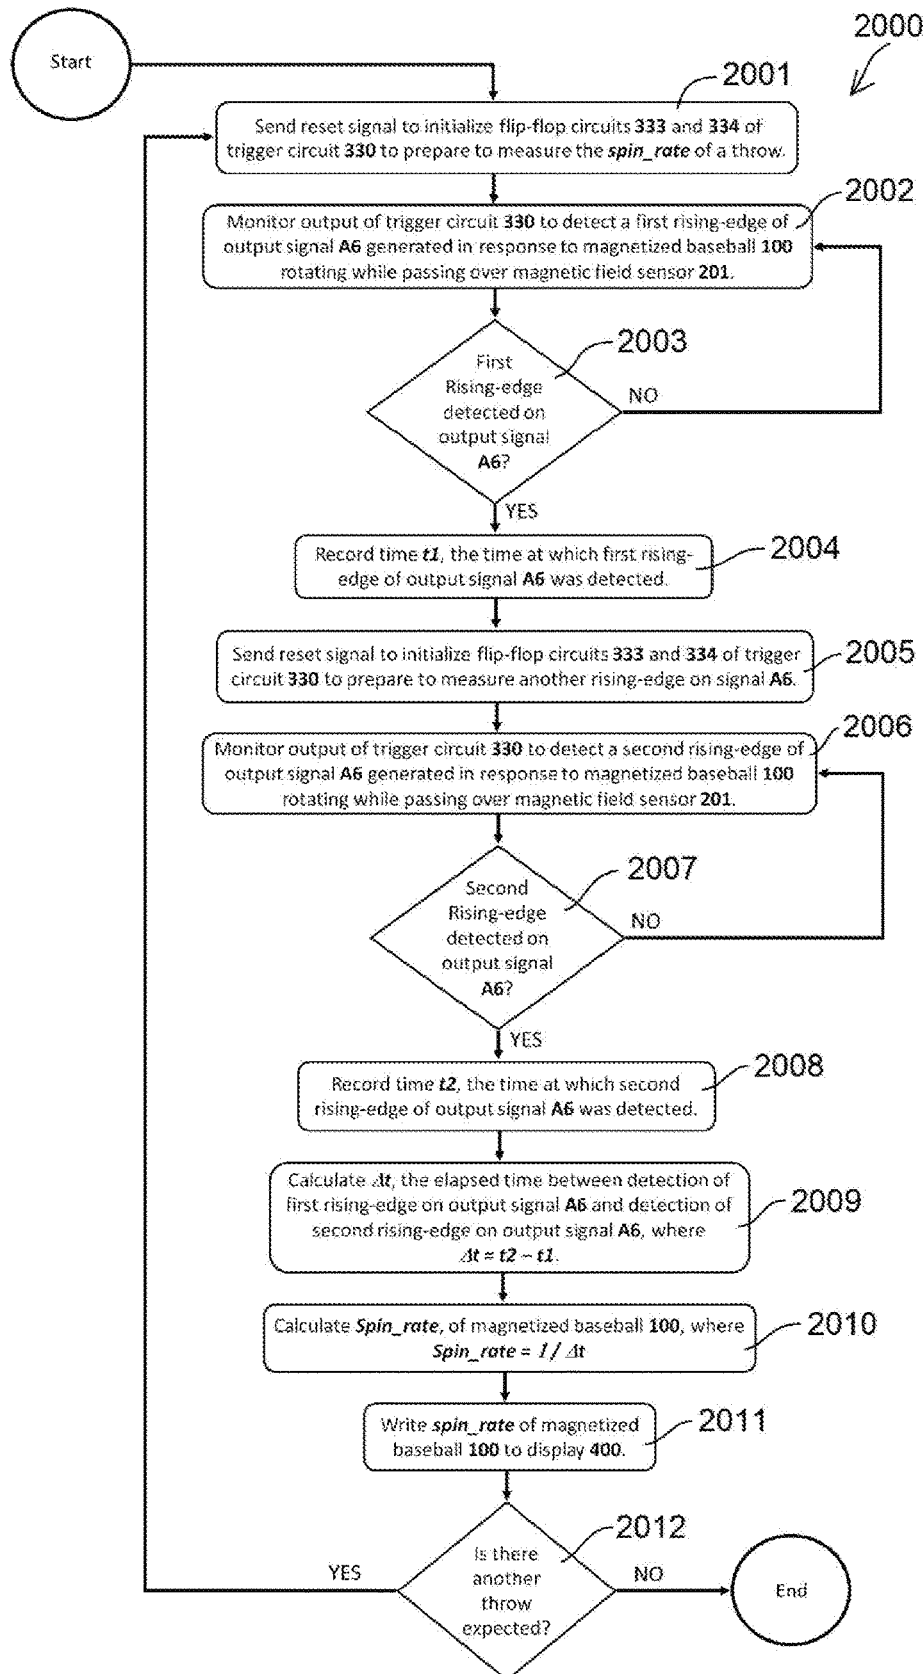 2000
Start
2001
Send reset signal to initialize flip-flop circuits 333 and 334 of
trigger circuit 330 to prepare to measure the spin_rate of a throw.
2002
Monitor output of trigger circuit 330 to detect a first rising-edge of
output signal A6 generated in response to magnetized baseball 100
rotating while passing over magnetic field sensor 201.
2003
First
Rising-edge
detected on
output signal
A6?
NO
YES
2004
Record time t1, the time at which first rising-
edge of output signal A6 was detected.
2005
Send reset signal to initialize flip-flop circuits 333 and 334 of trigger
circuit 330 to prepare to measure another rising-edge on signal A6.
2006
Monitor output of trigger circuit 330 to detect a second rising-edge of
output signal A6 generated in response to magnetized baseball 100
rotating while passing over magnetic field sensor 201.
2007
Second
Rising-edge
detected on
output signal
A6?
NO
YES
2008
Record time t2, the time at which second
rising-edge of output signal A6 was detected.
2009
Calculate Δt, the elapsed time between detection of
first rising-edge on output signal A6 and detection of
second rising-edge on output signal A6, where
Δt = t2 – t1.
2010
Calculate Spin_rate, of magnetized baseball 100, where
Spin_rate = 1 / Δt
2011
Write spin_rate of magnetized
baseball 100 to display 400.
2012
Is there
another
throw
expected?
YES
NO
End